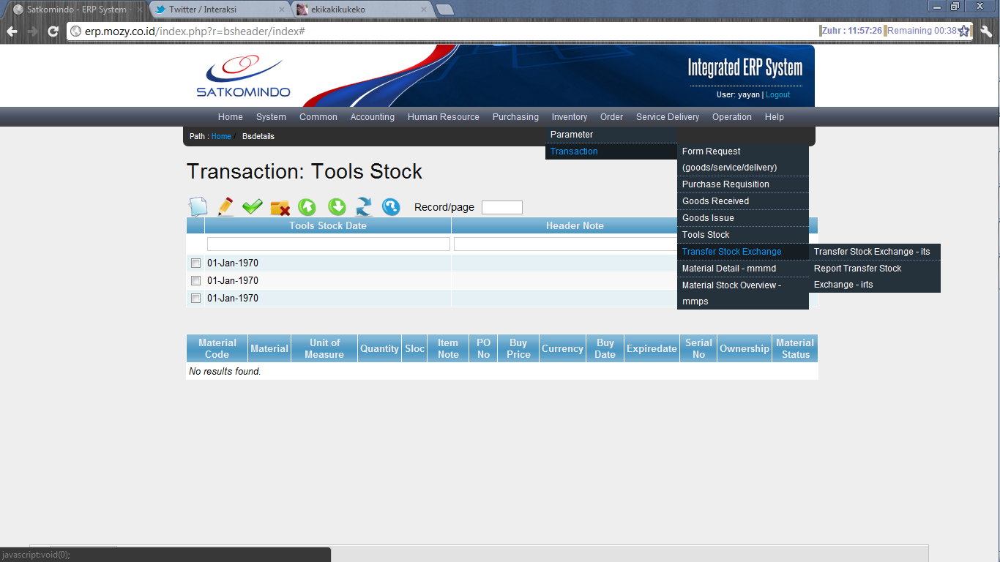 Satkomindo - ERP System -
Twitter / Interaksi
ekikakikukeko
erp.mozy.co.id/index.php?r=bsheader/index#
Zuhr : 11:57:26
Remaining 00:38
SATKOMINDO
Integrated ERP System
User: yayan | Logout
Home System Common Accounting Human Resource Purchasing Inventory Order Service Delivery Operation Help
Path : Home / Bsdetails
Parameter
Transaction
Form Request
(goods/service/delivery)
Purchase Requisition
Goods Received
Goods Issue
Tools Stock
Transfer Stock Exchange
Material Detail - mmmd
Material Stock Overview -
mmps
Transfer Stock Exchange - its
Report Transfer Stock
Exchange - irts
Transaction: Tools Stock
Record/page
Tools Stock Date Header Note
01-Jan-1970
01-Jan-1970
01-Jan-1970
Material Code Material Unit of Measure Quantity Sloc Item Note PO No Buy Price Currency Buy Date Expiredate Serial No Ownership Material Status
No results found.
javascript:void(0);